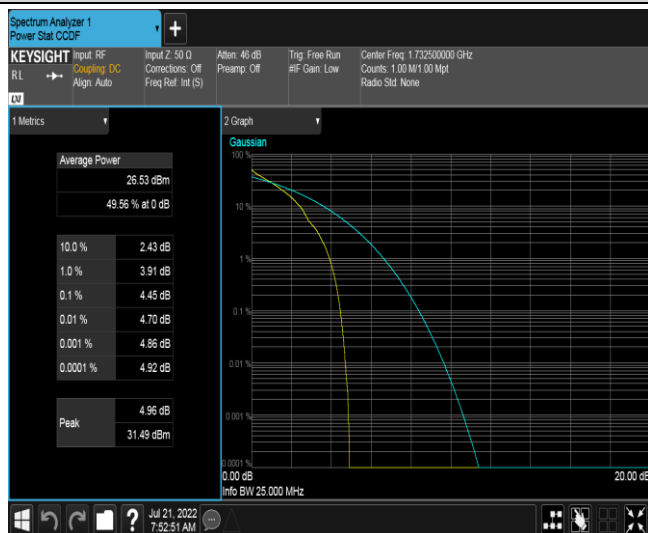 Spectrum Analyzer 1
Power Stat CCDF
+
KEYSIGHT
RL
LXI
Input: RF
Coupling: DC
Align: Auto
Input Z: 50 Ω
Corrections: Off
Freq Ref: Int (S)
Atten: 46 dB
Preamp: Off
Trig: Free Run
#IF Gain: Low
Center Freq: 1.732500000 GHz
Counts: 1.00 M/1.00 Mpt
Radio Std: None
1 Metrics
Average Power
26.53 dBm
49.56 % at 0 dB
10.0 % 2.43 dB
1.0 % 3.91 dB
0.1 % 4.45 dB
0.01 % 4.70 dB
0.001 % 4.86 dB
0.0001 % 4.92 dB
Peak
4.96 dB
31.49 dBm
2 Graph
Gaussian
100 %
10 %
1 %
0.1 %
0.01 %
0.001 %
0.0001 %
0.00 dB
20.00 dB
Info BW 25.000 MHz
?
Jul 21, 2022
7:52:51 AM